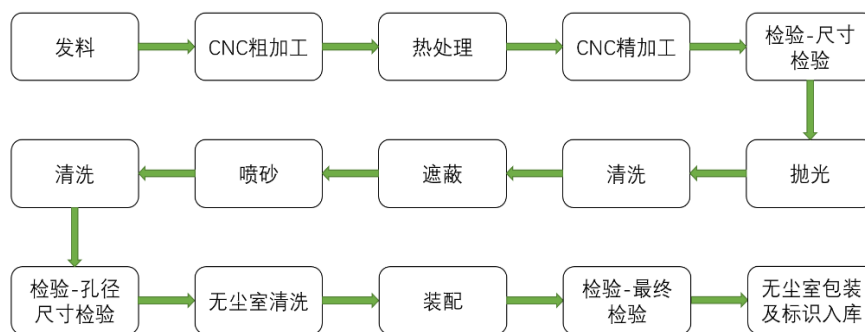 发料
CNC粗加工
热处理
CNC精加工
检验-尺寸
检验
抛光
清洗
遮蔽
喷砂
清洗
检验-孔径
尺寸检验
无尘室清洗
装配
检验-最终
检验
无尘室包装
及标识入库